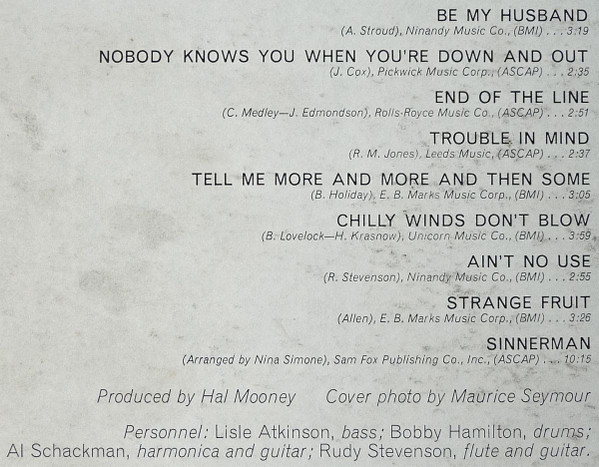 BE MY HUSBAND
(A. Stroud), Ninandy Music Co., (BMI) . . . 3:19
NOBODY KNOWS YOU WHEN YOU'RE DOWN AND OUT
(J. Cox), Pickwick Music Corp., (ASCAP) . . . 2:35
END OF THE LINE
(C. Medley—J. Edmondson), Rolls-Royce Music Co., (ASCAP) . . . 2:51
TROUBLE IN MIND
(R. M. Jones), Leeds Music, (ASCAP) . . . 2:37
TELL ME MORE AND MORE AND THEN SOME
(B. Holiday), E. B. Marks Music Corp., (BMI) . . . 3:05
CHILLY WINDS DON'T BLOW
(B. Lovelock—H. Krasnow), Unicorn Music Co., (BMI) . . . 3:59
AIN'T NO USE
(R. Stevenson), Ninandy Music Co., (BMI) . . . 2:55
STRANGE FRUIT
(Allen), E. B. Marks Music Corp., (BMI) . . . 3:26
SINNERMAN
(Arranged by Nina Simone), Sam Fox Publishing Co., Inc., (ASCAP) . . . 10:15
Produced by Hal Mooney Cover photo by Maurice Seymour
Personnel: Lisle Atkinson, bass; Bobby Hamilton, drums;
Al Schackman, harmonica and guitar; Rudy Stevenson, flute and guitar.